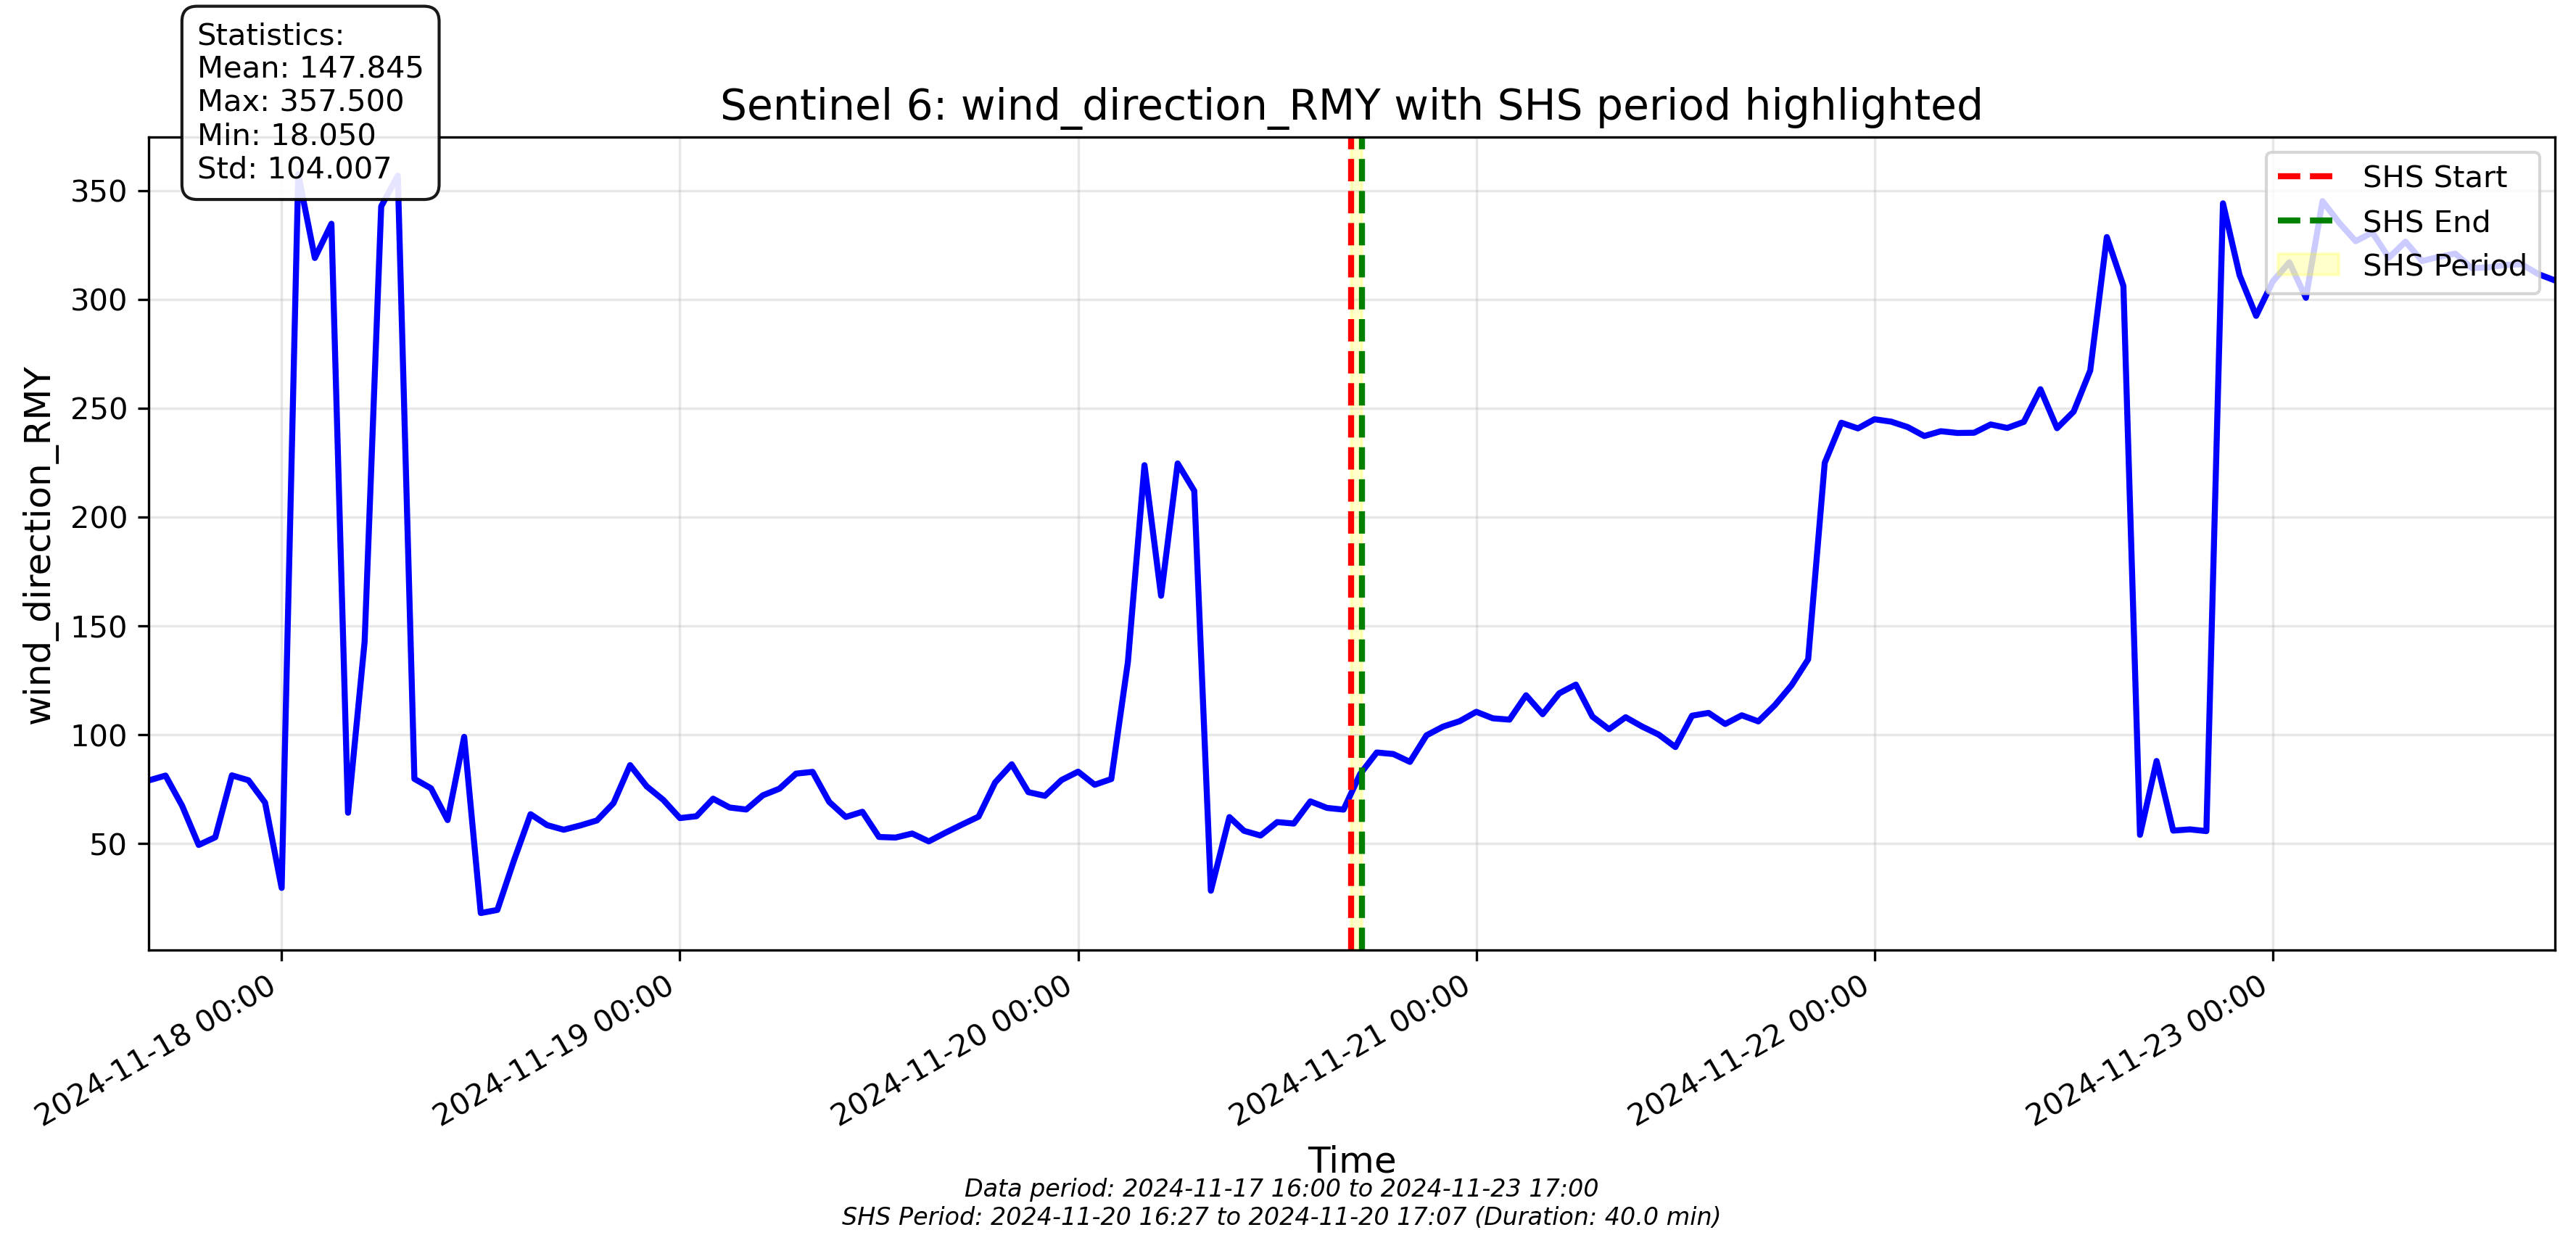 Statistics:
Mean: 147.845
Max: 357.500
Min: 18.050
Std: 104.007
Sentinel 6: wind_direction_RMY with SHS period highlighted
SHS Start
SHS End
SHS Period
wind_direction_RMY
350
300
250
200
150
100
50
2024-11-18 00:00
2024-11-19 00:00
2024-11-20 00:00
2024-11-21 00:00
2024-11-22 00:00
2024-11-23 00:00
Time
Data period: 2024-11-17 16:00 to 2024-11-23 17:00
SHS Period: 2024-11-20 16:27 to 2024-11-20 17:07 (Duration: 40.0 min)